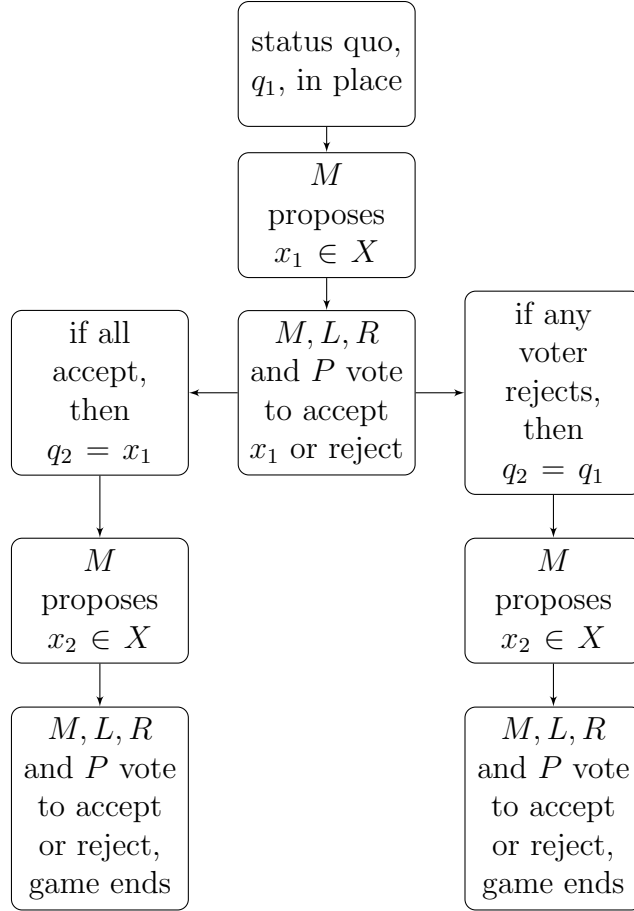 status quo,
q₁, in place
M
proposes
x₁ ∈ X
M, L, R
and P vote
to accept
x₁ or reject
if all
accept,
then
q₂ = x₁
if any
voter
rejects,
then
q₂ = q₁
M
proposes
x₂ ∈ X
M
proposes
x₂ ∈ X
M, L, R
and P vote
to accept
or reject,
game ends
M, L, R
and P vote
to accept
or reject,
game ends